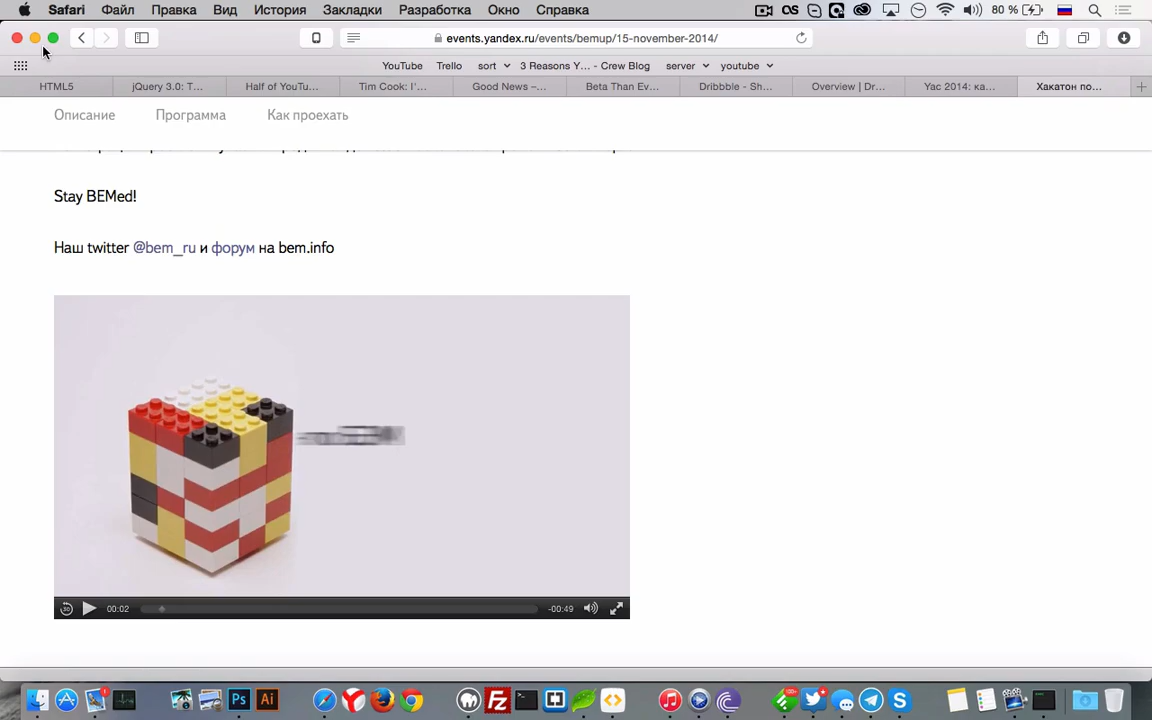 Safari Файл Правка Вид История Закладки Разработка Окно Справка 80 %
events.yandex.ru/events/bemup/15-november-2014/
YouTube Trello sort 3 Reasons Y… – Crew Blog server youtube
HTML5 jQuery 3.0: T… Half of YouTu… Tim Cook: I'… Good News –… Beta Than Ev… Dribbble - Sh… Overview | Dr… Yac 2014: ка… Хакатон по…
Описание Программа Как проехать
Stay BEMed!
Наш twitter @bem_ru и форум на bem.info
00:02 -00:49